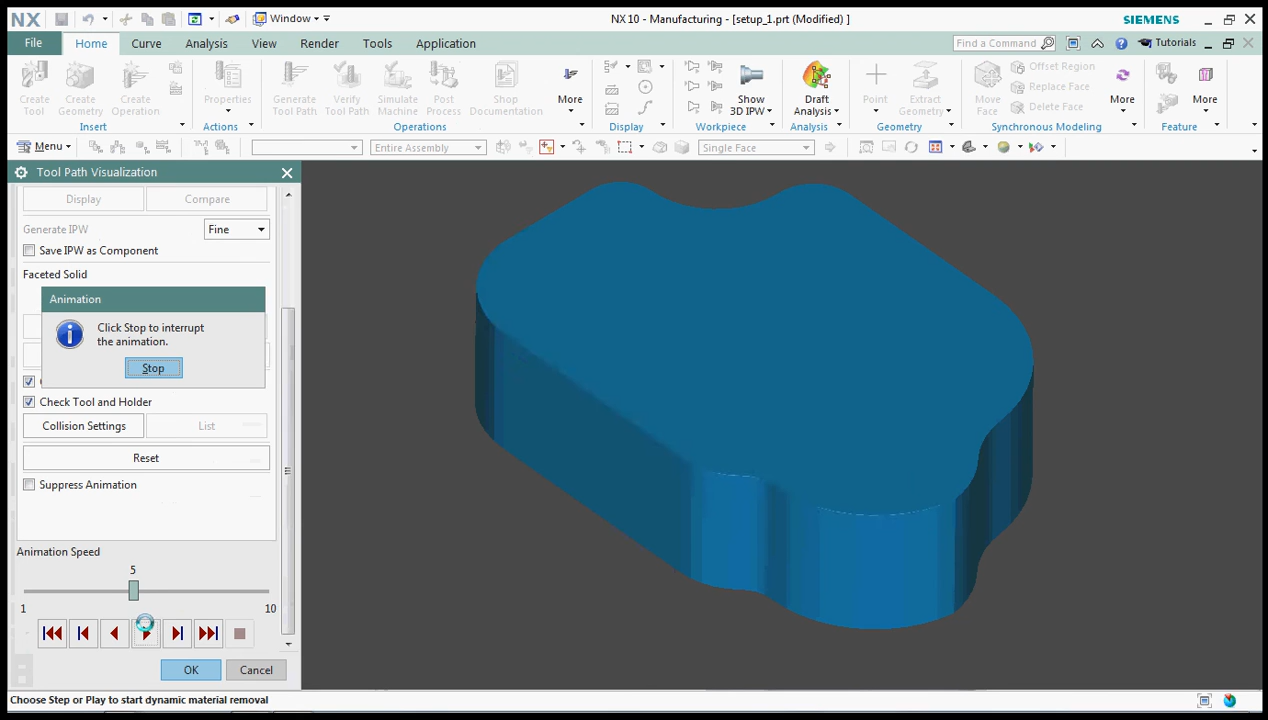 NX
Window
NX 10 - Manufacturing - [setup_1.prt (Modified) ]
SIEMENS
File
Home
Curve
Analysis
View
Render
Tools
Application
Find a Command
Tutorials
Create Tool
Create Geometry
Create Operation
Properties
Generate Tool Path
Verify Tool Path
Simulate Machine
Post Process
Shop Documentation
More
Show 3D IPW
Draft Analysis
Point
Extract Geometry
Move Face
Offset Region
Replace Face
Delete Face
More
More
Insert
Actions
Operations
Display
Workpiece
Analysis
Geometry
Synchronous Modeling
Feature
Menu
Entire Assembly
Single Face
Tool Path Visualization
Display
Compare
Generate IPW
Fine
Save IPW as Component
Faceted Solid
Animation
Click Stop to interrupt
the animation.
Stop
Check Tool and Holder
Collision Settings
List
Reset
Suppress Animation
Animation Speed
5
1
10
OK
Cancel
Choose Step or Play to start dynamic material removal